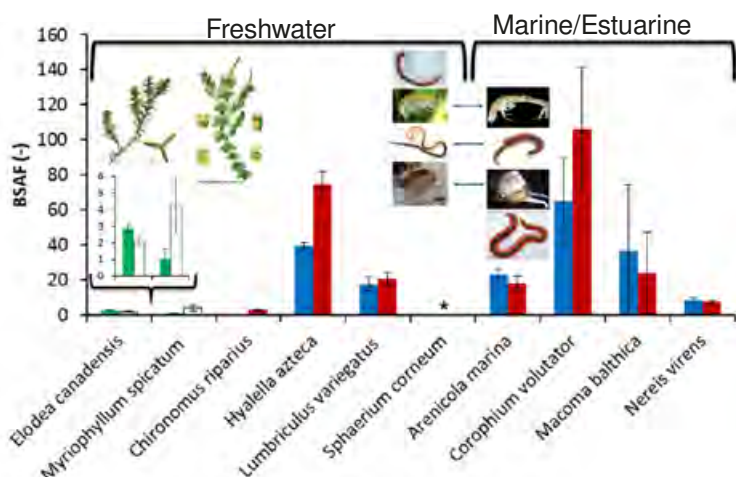 Freshwater
Marine/Estuarine
BSAF (-)
160
140
120
100
80
60
40
20
0
6
5
4
3
2
1
0
*
Elodea canadensis
Myriophyllum spicatum
Chironomus riparius
Hyalella azteca
Lumbriculus variegatus
Sphaerium corneum
Arenicola marina
Corophium volutator
Macoma balthica
Nereis virens